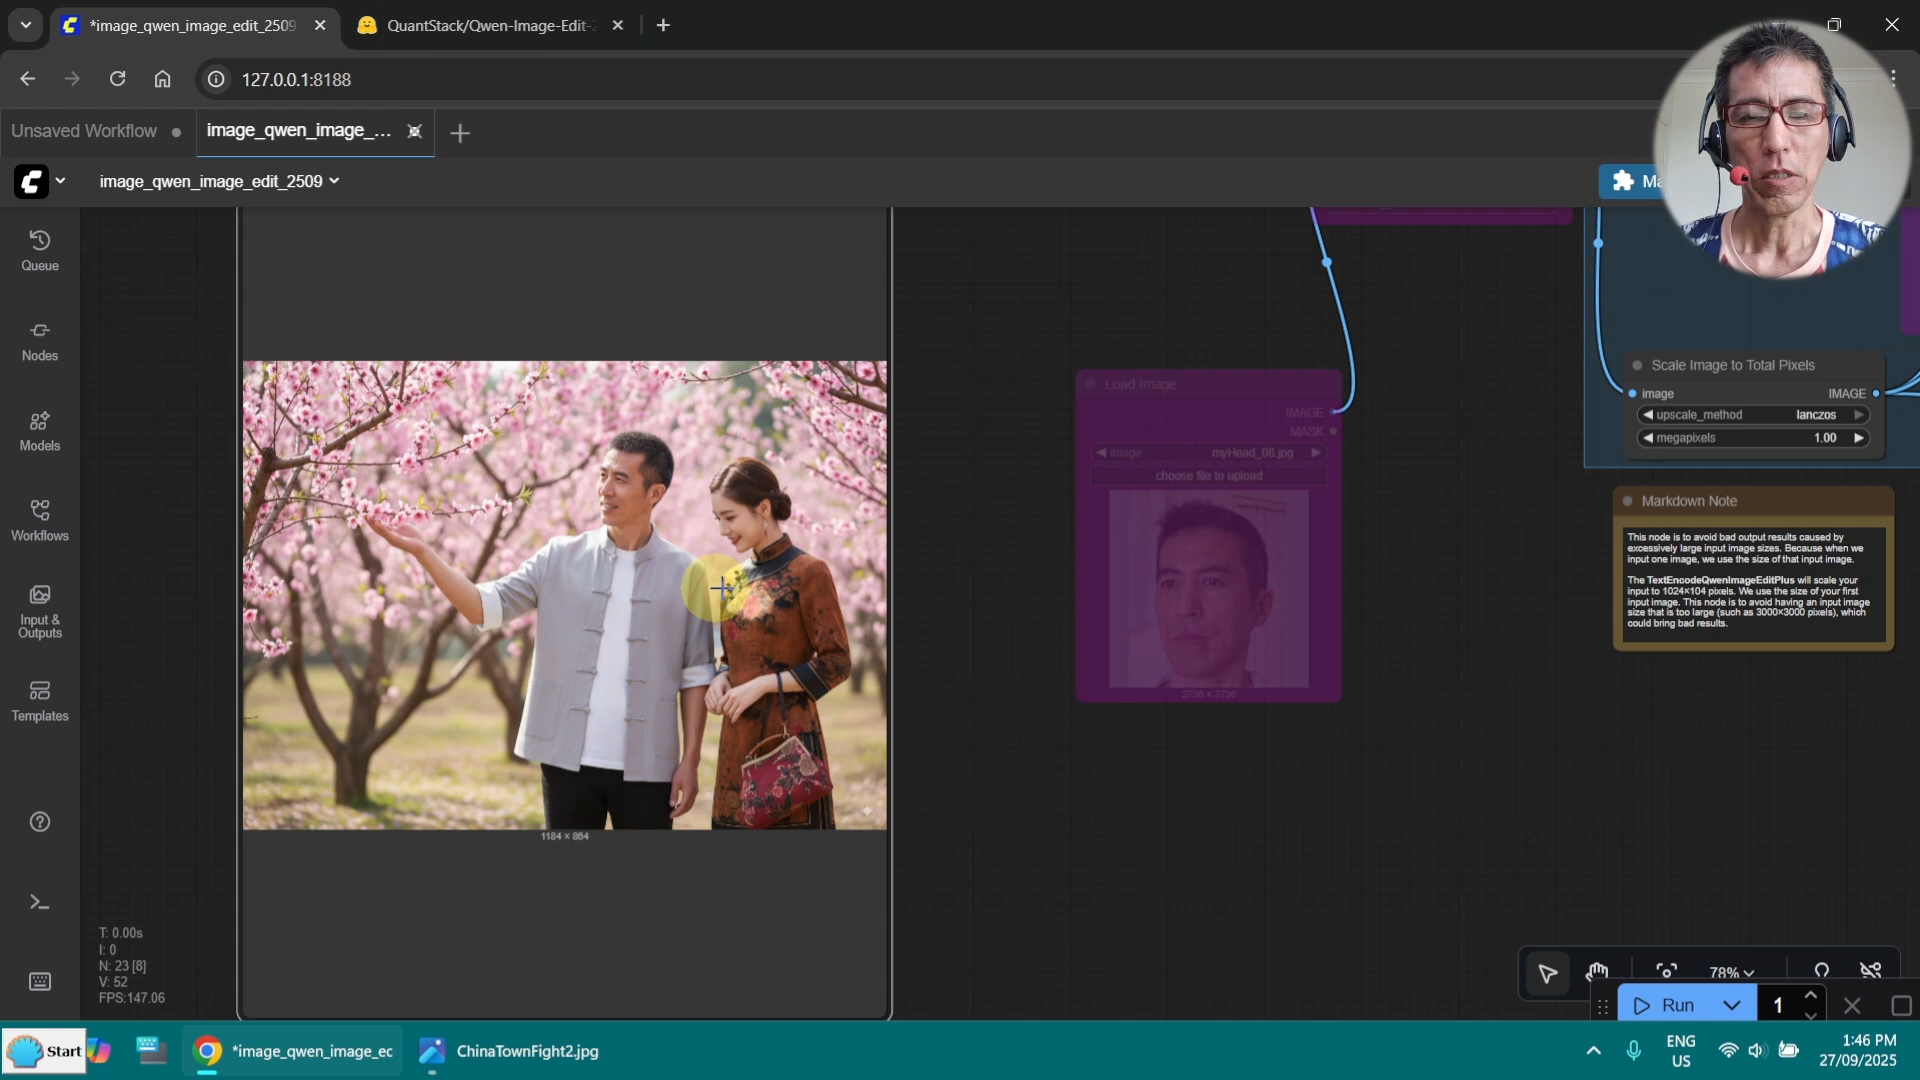 *image_qwen_image_edit_2509
QuantStack/Qwen-Image-Edit-
127.0.0.1:8188
Unsaved Workflow
image_qwen_image_...
image_qwen_image_edit_2509
Queue
Nodes
Models
Workflows
Input &
Outputs
Templates
T: 0.00s
I: 0
N: 23 [8]
V: 52
FPS:147.06
1184 × 864
Load Image
IMAGE
MASK
image myHead_08.jpg
choose file to upload
2736 × 2736
Scale Image to Total Pixels
image IMAGE
upscale_method lanczos
megapixels 1.00
Markdown Note
This node is to avoid bad output results caused by
excessively large input image sizes. Because when we
input one image, we use the size of that input image.
The TextEncodeQwenImageEditPlus will scale your
input to 1024×104 pixels. We use the size of your first
input image. This node is to avoid having an input image
size that is too large (such as 3000×3000 pixels), which
could bring bad results.
78%
Run
1
Start
*image_qwen_image_ec
ChinaTownFight2.jpg
ENG
US
1:46 PM
27/09/2025